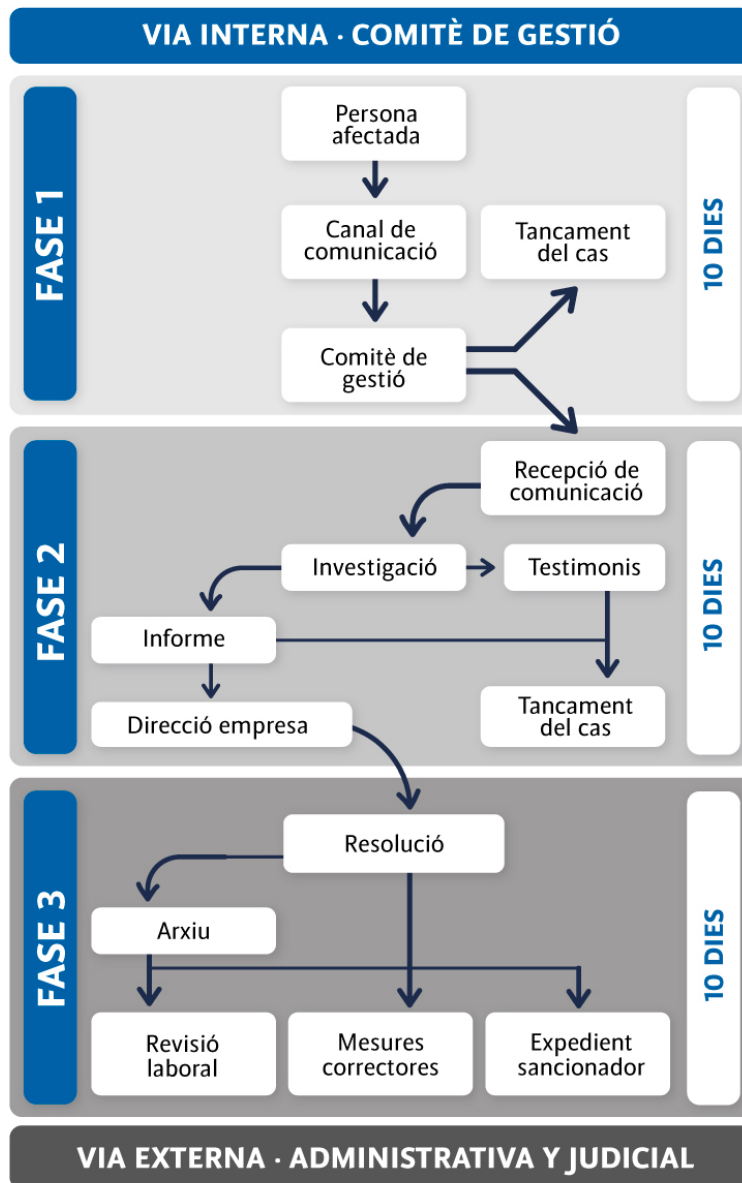 VIA INTERNA · COMITÈ DE GESTIÓ
FASE 1
Persona
afectada
Canal de
comunicació
Tancament
del cas
Comitè de
gestió
10 DIES
FASE 2
Recepció de
comunicació
Investigació
Testimonis
Informe
Direcció empresa
Tancament
del cas
10 DIES
FASE 3
Resolució
Arxiu
Revisió
laboral
Mesures
correctores
Expedient
sancionador
10 DIES
VIA EXTERNA · ADMINISTRATIVA Y JUDICIAL